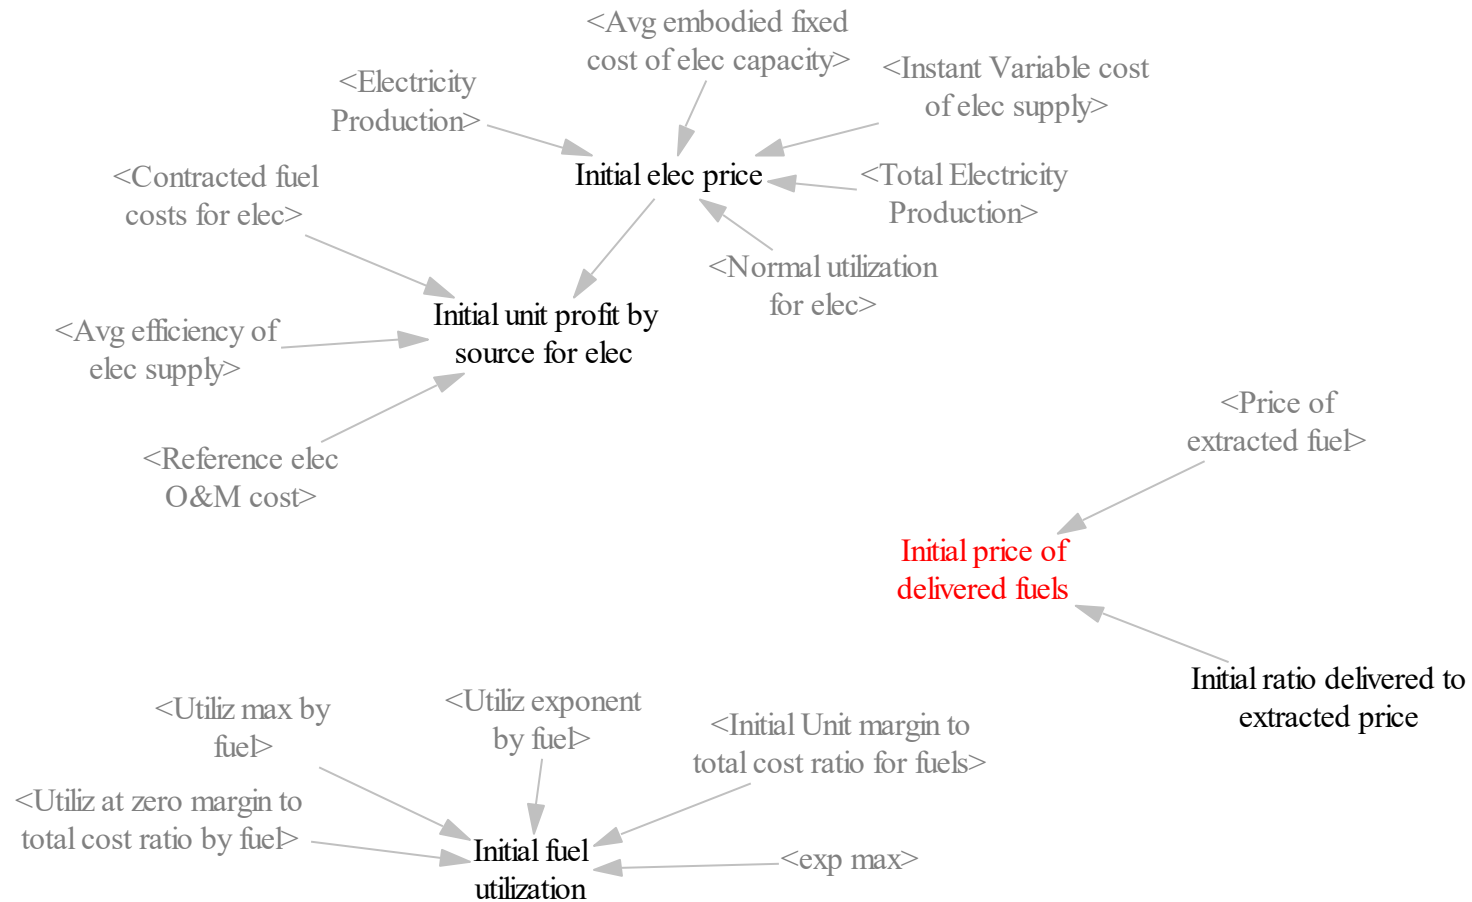 <Avg embodied fixed
cost of elec capacity>
<Electricity
Production>
<Instant Variable cost
of elec supply>
Initial elec price
<Contracted fuel
costs for elec>
<Total Electricity
Production>
<Normal utilization
for elec>
Initial unit profit by
source for elec
<Avg efficiency of
elec supply>
<Reference elec
O&M cost>
<Price of
extracted fuel>
Initial price of
delivered fuels
Initial ratio delivered to
extracted price
<Utiliz max by
fuel>
<Utiliz exponent
by fuel>
<Initial Unit margin to
total cost ratio for fuels>
<Utiliz at zero margin to
total cost ratio by fuel>
Initial fuel
utilization
<exp max>